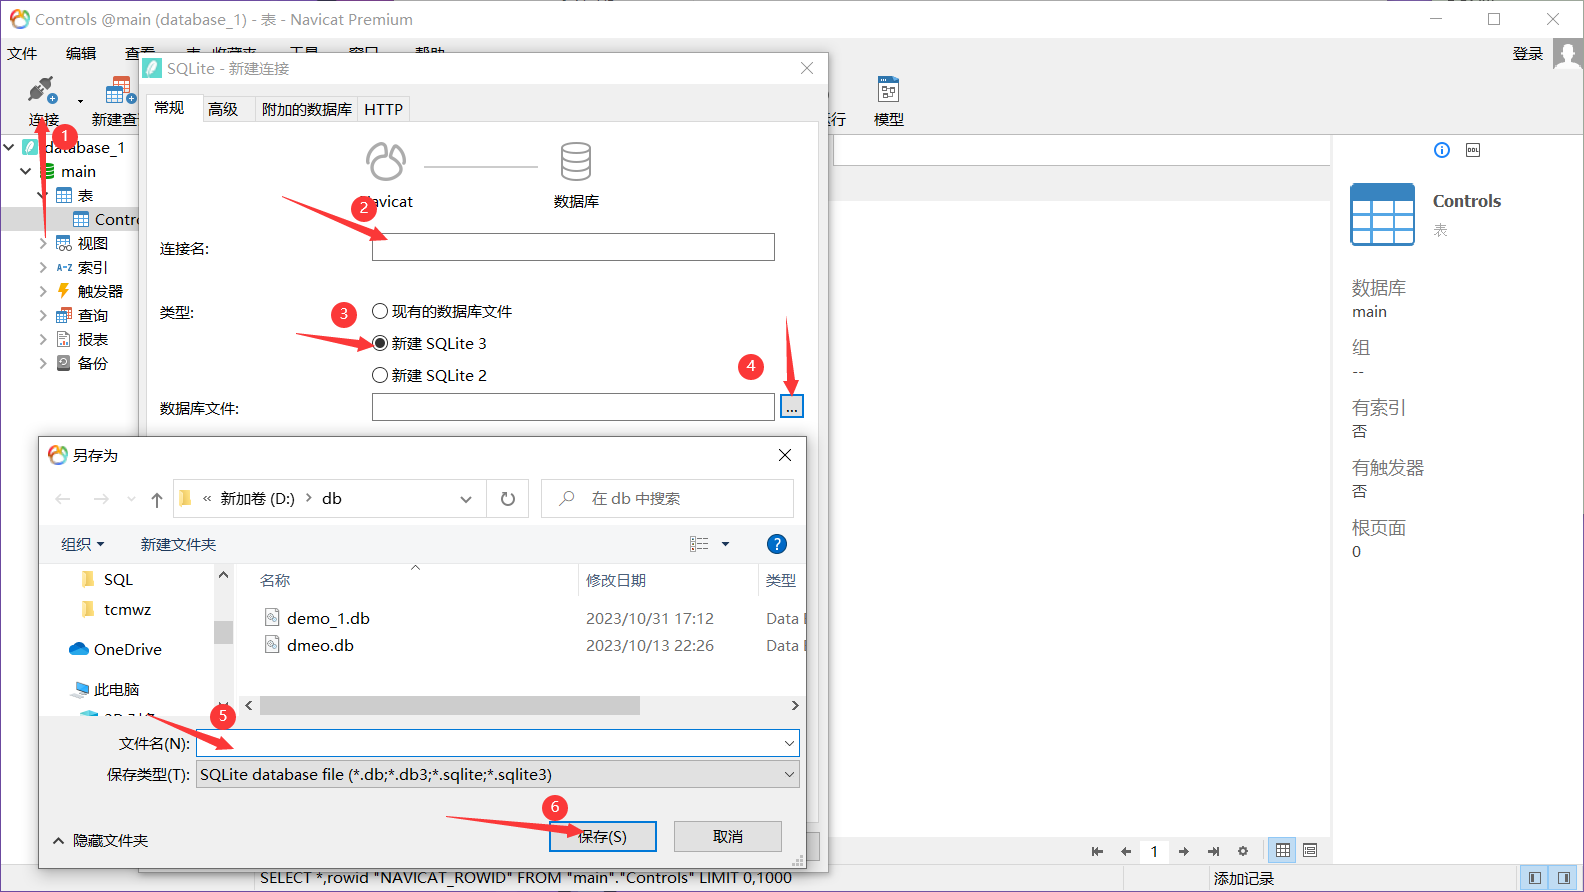 Controls @main (database_1) - 表 - Navicat Premium
文件 编辑 查看 表 收藏夹 工具 窗口 帮助 登录
连接 新建查 行 模型
SQLite - 新建连接
常规 高级 附加的数据库 HTTP
1
database_1
main
表
Contro
视图
A-Z 索引
触发器
查询
报表
备份
avicat 数据库
2
连接名:
类型:
3
现有的数据库文件
新建 SQLite 3
新建 SQLite 2
4
数据库文件:
...
另存为
« 新加卷 (D:) › db
在 db 中搜索
组织 新建文件夹 ?
SQL
tcmwz
OneDrive
此电脑
名称 修改日期 类型
demo_1.db 2023/10/31 17:12 Data
dmeo.db 2023/10/13 22:26 Data
5
文件名(N):
保存类型(T): SQLite database file (*.db;*.db3;*.sqlite;*.sqlite3)
6
隐藏文件夹 保存(S) 取消
DDL
Controls
表
数据库
main
组
--
有索引
否
有触发器
否
根页面
0
1
SELECT *,rowid "NAVICAT_ROWID" FROM "main"."Controls" LIMIT 0,1000
添加记录